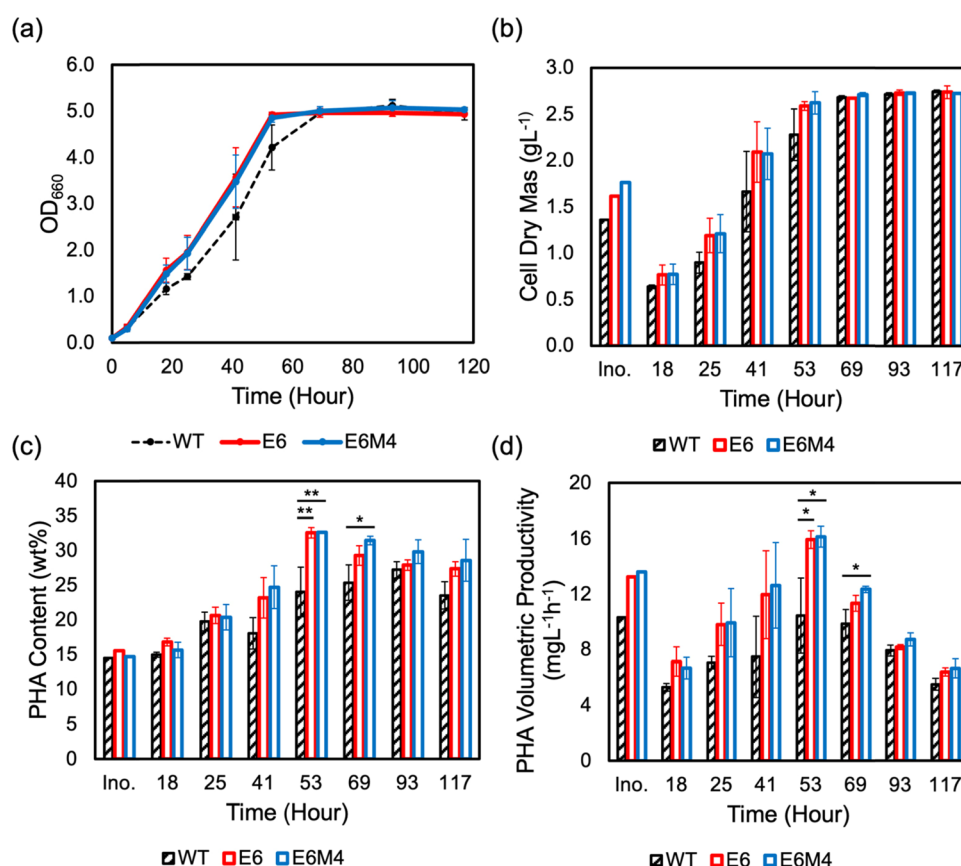 (a)
6.0
5.0
4.0
3.0
2.0
1.0
0.0
OD660
0 20 40 60 80 100 120
Time (Hour)
WT E6 E6M4
(b)
3.0
2.5
2.0
1.5
1.0
0.5
0.0
Cell Dry Mas (gL⁻¹)
Ino. 18 25 41 53 69 93 117
Time (Hour)
WT E6 E6M4
(c)
40
35
30
25
20
15
10
5
0
PHA Content (wt%)
**
**
*
Ino. 18 25 41 53 69 93 117
Time (Hour)
WT E6 E6M4
(d)
20
16
12
8
4
0
PHA Volumetric Productivity
(mgL⁻¹h⁻¹)
*
*
*
Ino. 18 25 41 53 69 93 117
Time (Hour)
WT E6 E6M4